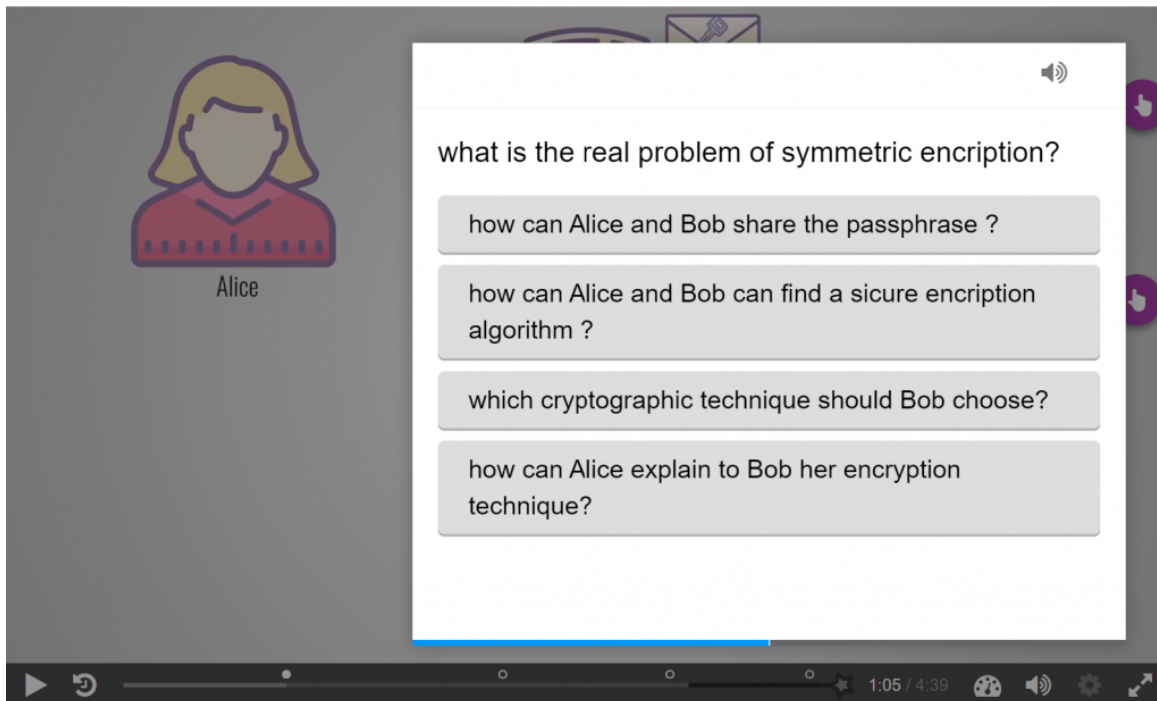 what is the real problem of symmetric encription?
how can Alice and Bob share the passphrase ?
how can Alice and Bob can find a sicure encription
algorithm ?
which cryptographic technique should Bob choose?
how can Alice explain to Bob her encryption
technique?
Alice
1:05 / 4:39